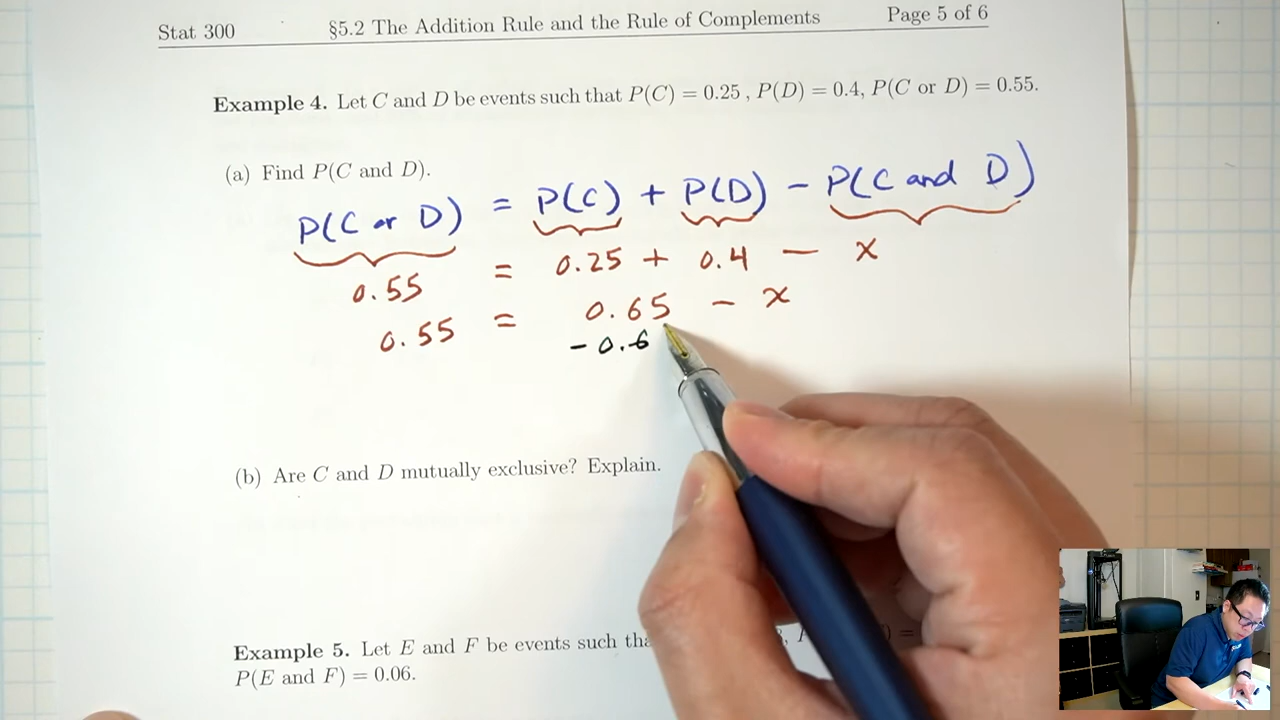 Stat 300 §5.2 The Addition Rule and the Rule of Complements Page 5 of 6
Example 4. Let C and D be events such that P(C) = 0.25 , P(D) = 0.4, P(C or D) = 0.55.
(a) Find P(C and D).
P(C or D) = P(C) + P(D) - P(C and D)
0.55 = 0.25 + 0.4 - x
0.55 = 0.65 - x
- 0.6
(b) Are C and D mutually exclusive? Explain.
Example 5. Let E and F be events such
P(E and F) = 0.06.